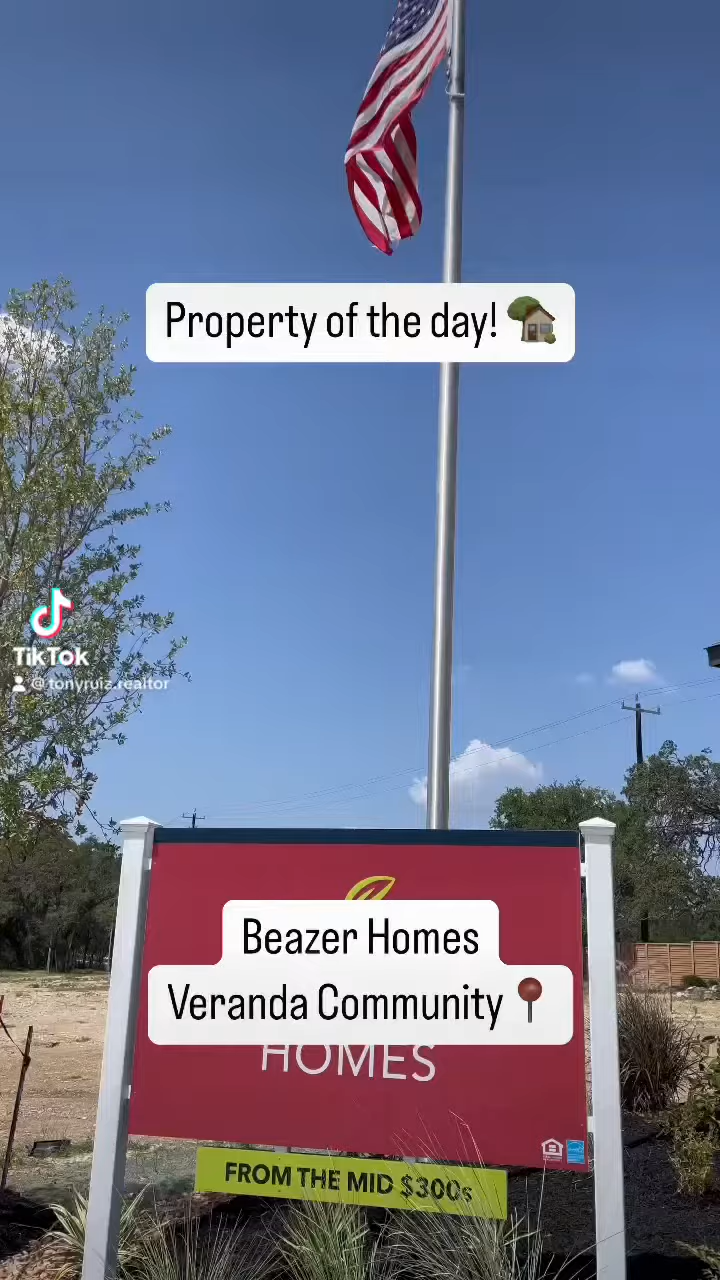 Property of the day!
TikTok
@tonyruiz.realtor
Beazer Homes
Veranda Community
HOMES
FROM THE MID $300s